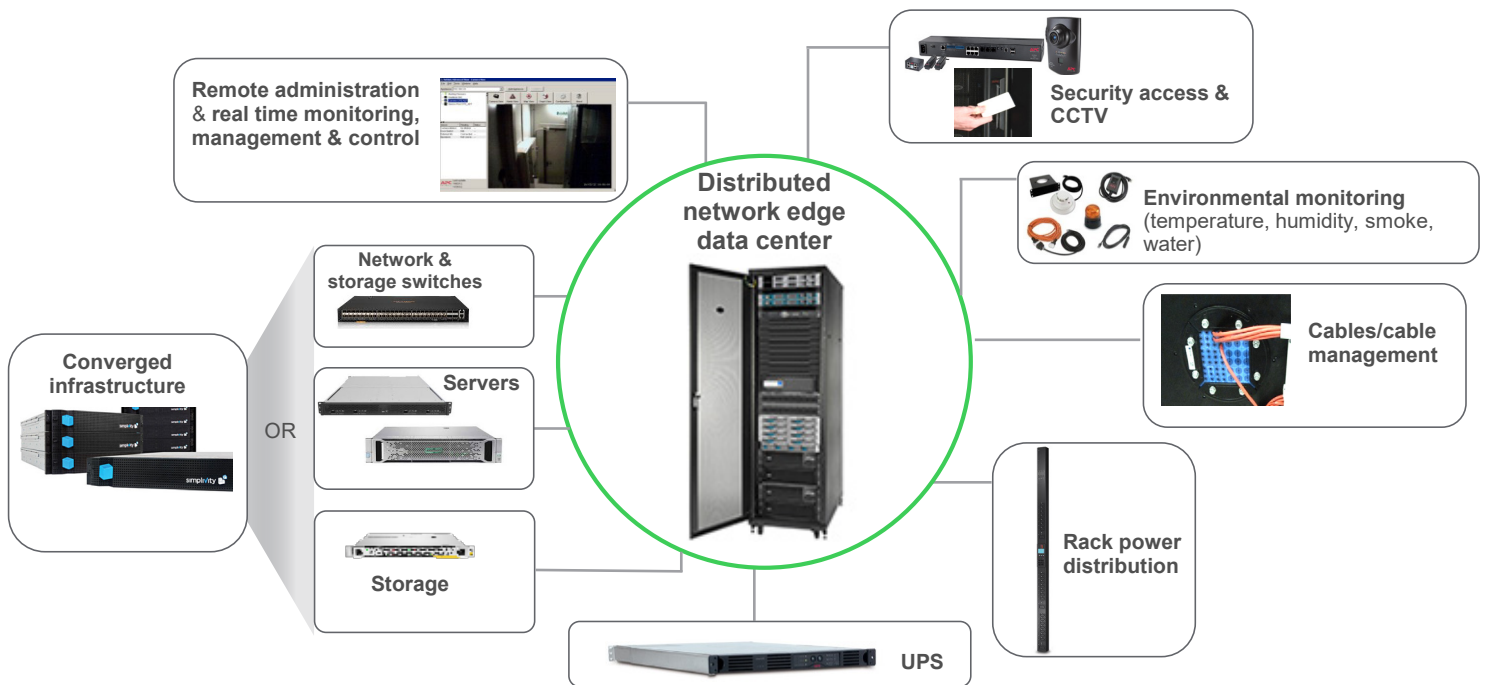 Remote administration
& real time monitoring,
management & control
Security access &
CCTV
Distributed
network edge
data center
Environmental monitoring
(temperature, humidity, smoke,
water)
Network &
storage switches
Cables/cable
management
Converged
infrastructure
simplivity
OR
Servers
Storage
Rack power
distribution
UPS